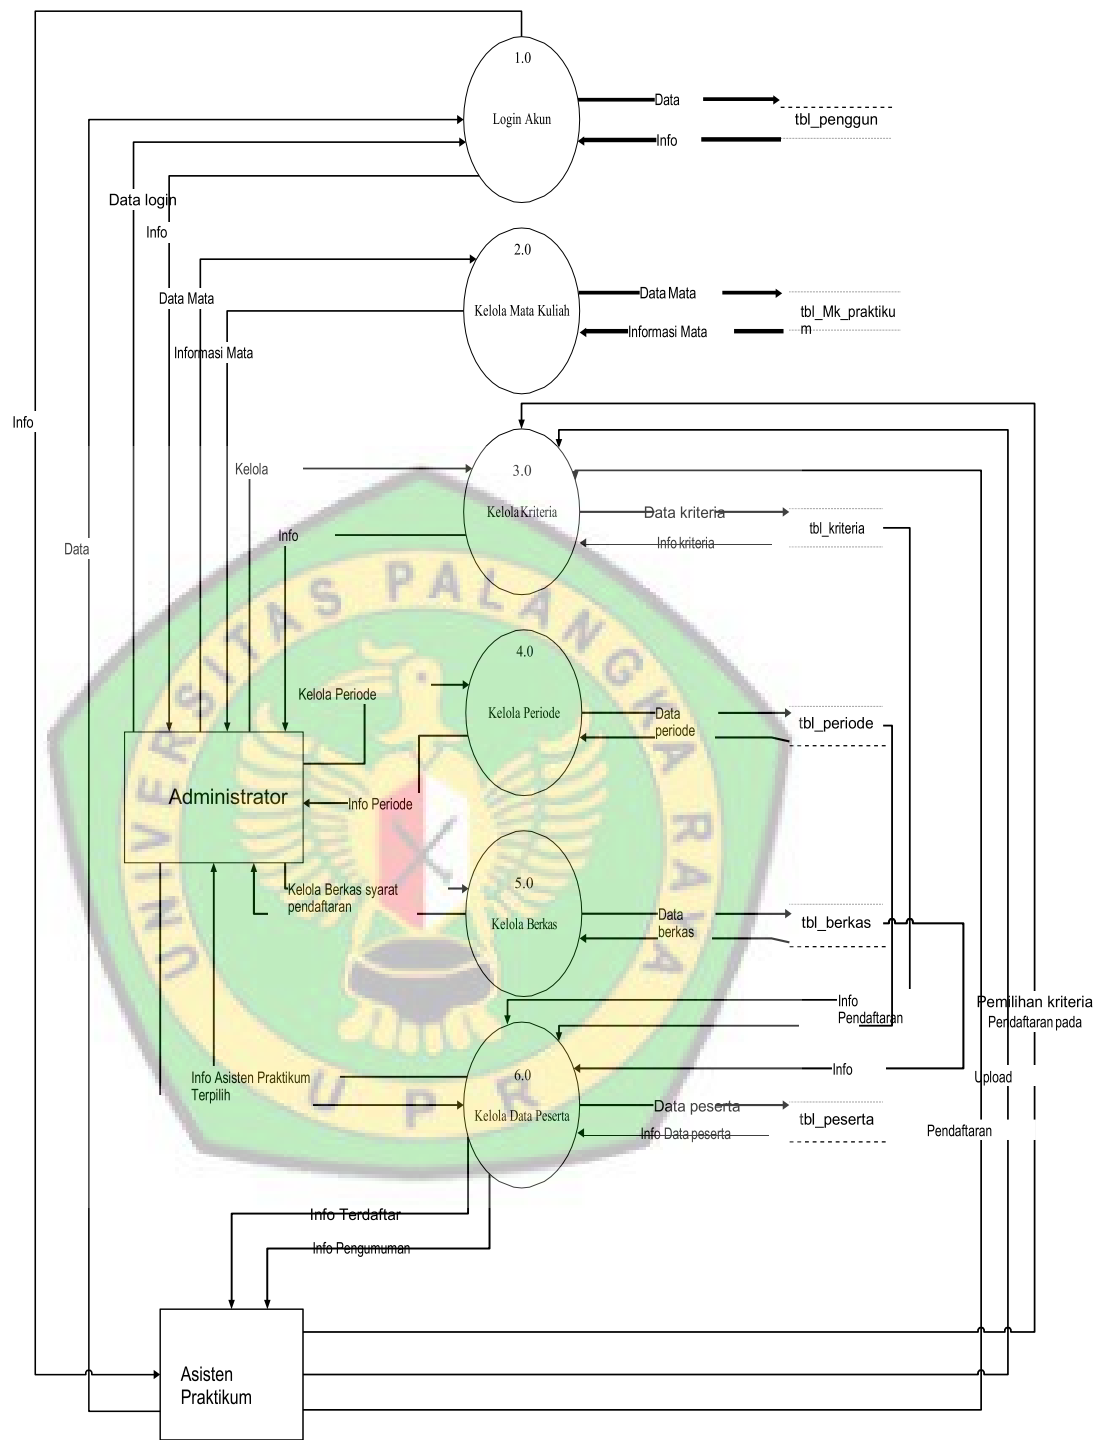 1.0
Login Akun
Data
tbl_penggun
Info
Data login
Info
2.0
Data Mata
Data Mata
Kelola Mata Kuliah
tbl_Mk_praktiku
m
Informasi Mata
Informasi Mata
Info
Kelola
3.0
Kelola Kriteria
Data kriteria
tbl_kriteria
Info
Info kriteria
Data
UNIVERSITAS PALANGKA RAYA
UPR
4.0
Kelola Periode
Kelola Periode
Data
periode
tbl_periode
Administrator
Info Periode
5.0
Kelola Berkas syarat
pendaftaran
Kelola Berkas
Data
berkas
tbl_berkas
Info
Pendaftaran
Pemilihan kriteria
Pendaftaran pada
Info Asisten Praktikum
Terpilih
6.0
Info
Upload
Kelola Data Peserta
Data peserta
tbl_peserta
Info Data peserta
Pendaftaran
Info Terdaftar
Info Pengumuman
Asisten
Praktikum